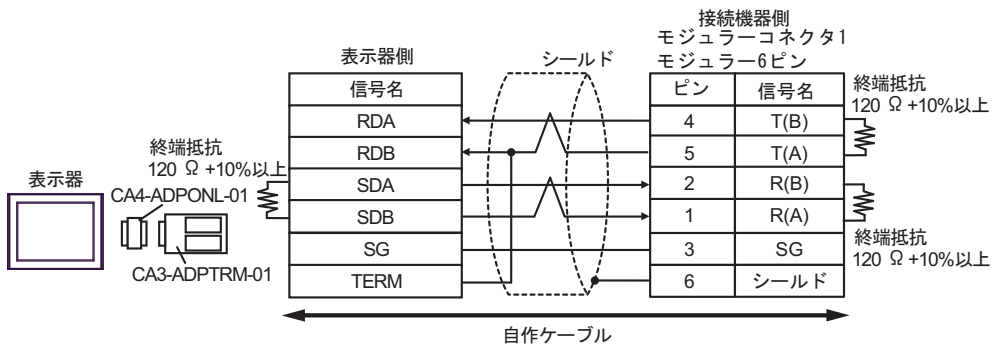 接続機器側
モジュラーコネクタ1
モジュラー6ピン
表示器側
シールド
信号名
ピン 信号名
RDA 4 T(B)
RDB 5 T(A)
SDA 2 R(B)
SDB 1 R(A)
SG 3 SG
TERM 6 シールド
終端抵抗
120 Ω +10%以上
終端抵抗
120 Ω +10%以上
終端抵抗
120 Ω +10%以上
表示器
CA4-ADPONL-01
CA3-ADPTRM-01
自作ケーブル